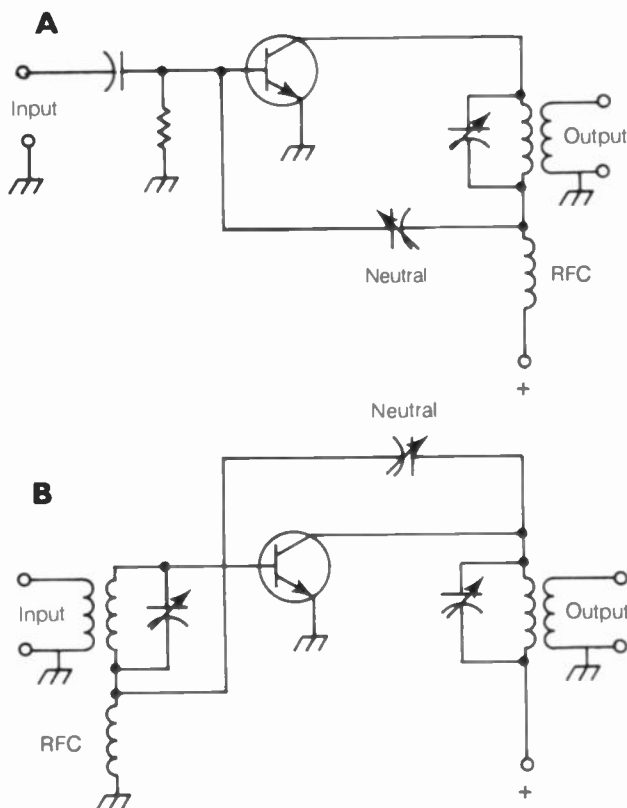 A
Input
Output
Neutral
RFC
+
Neutral
B
Input
Output
RFC
+